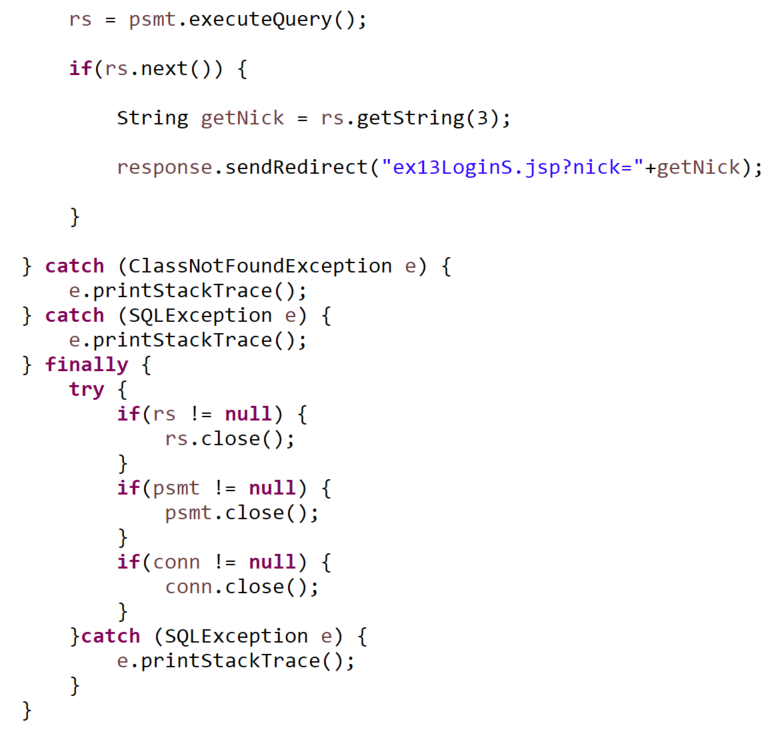 rs = psmt.executeQuery();
if(rs.next()) {
String getNick = rs.getString(3);
response.sendRedirect("ex13LoginS.jsp?nick="+getNick);
}
} catch (ClassNotFoundException e) {
e.printStackTrace();
} catch (SQLException e) {
e.printStackTrace();
} finally {
try {
if(rs != null) {
rs.close();
}
if(psmt != null) {
psmt.close();
}
if(conn != null) {
conn.close();
}
}catch (SQLException e) {
e.printStackTrace();
}
}